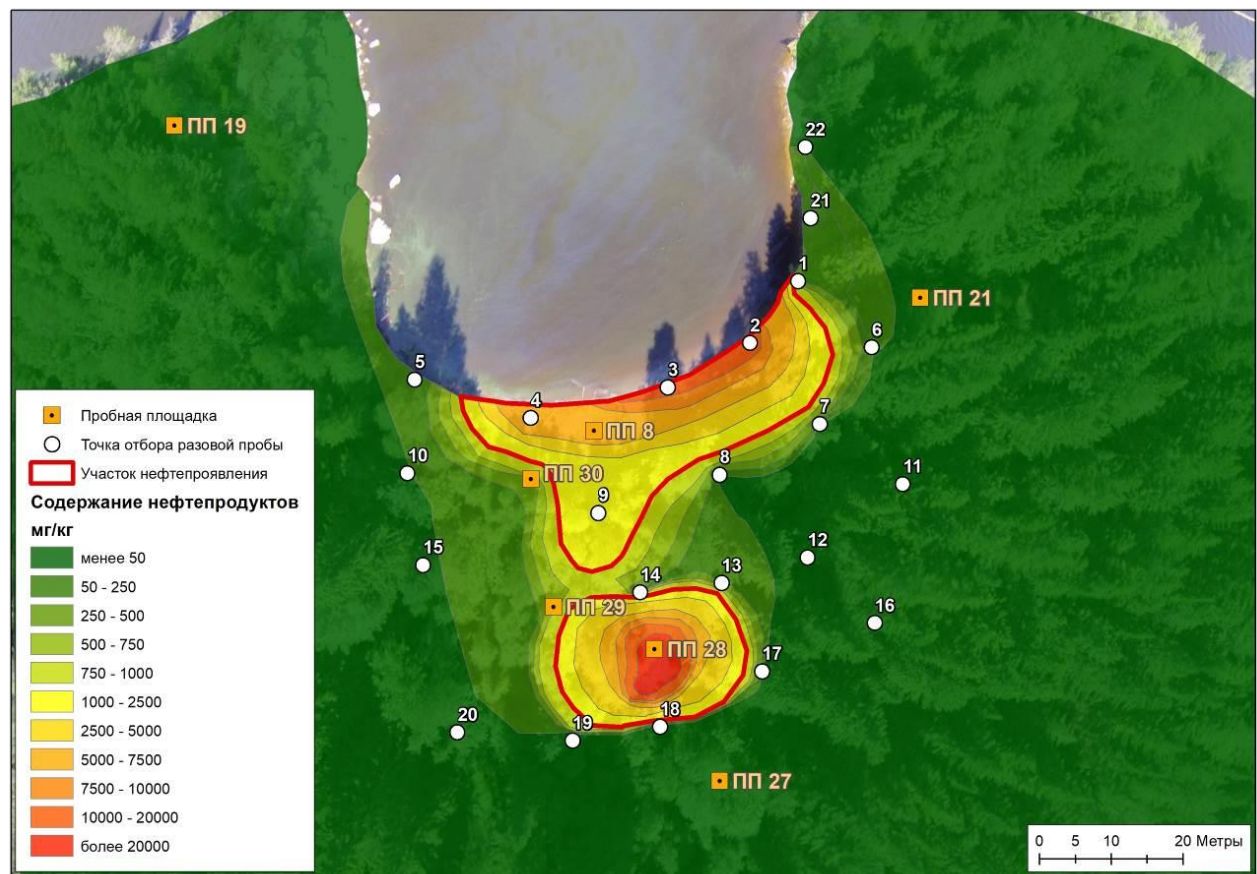 ПП 19
22
21
1
ПП 21
2
6
3
5
4
7
ПП 8
8
10
ПП 30
11
9
12
15
13
14
ПП 29
16
ПП 28
17
18
19
20
ПП 27
Пробная площадка
Точка отбора разовой пробы
Участок нефтепроявления
Содержание нефтепродуктов
мг/кг
менее 50
50 - 250
250 - 500
500 - 750
750 - 1000
1000 - 2500
2500 - 5000
5000 - 7500
7500 - 10000
10000 - 20000
более 20000
0 5 10 20 Метры